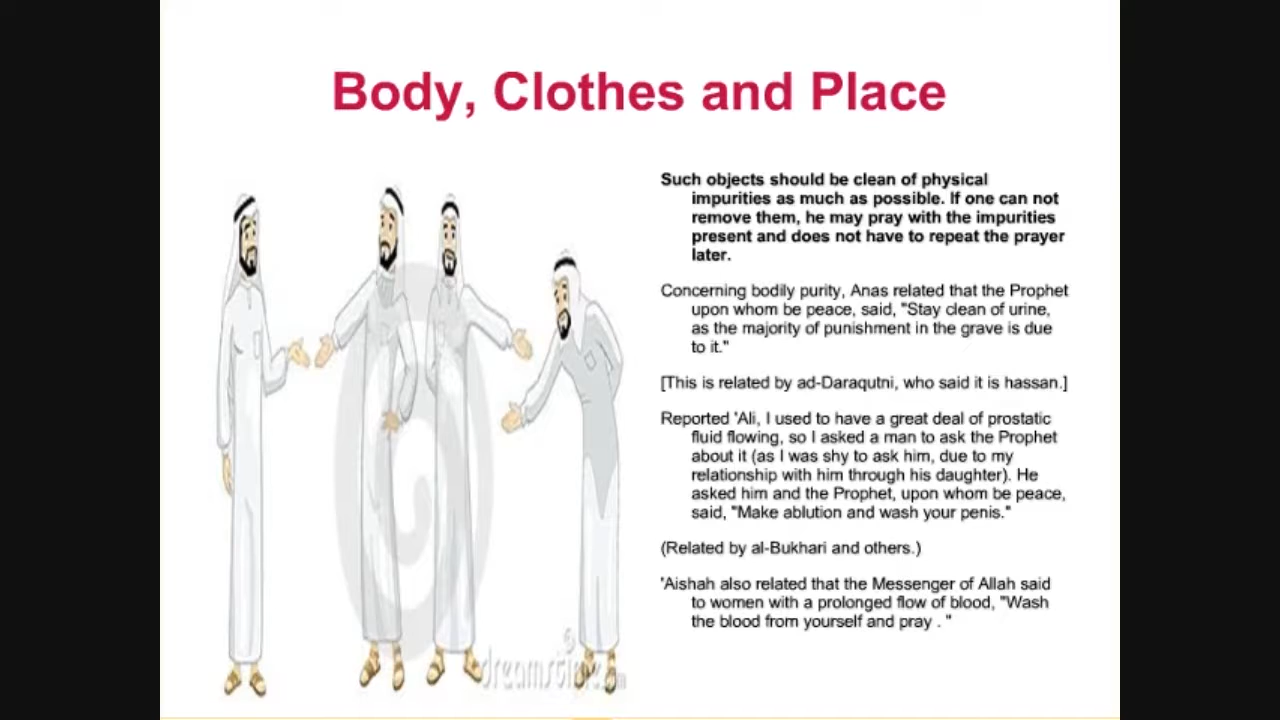 Body, Clothes and Place
Such objects should be clean of physical
impurities as much as possible. If one can not
remove them, he may pray with the impurities
present and does not have to repeat the prayer
later.
Concerning bodily purity, Anas related that the Prophet
upon whom be peace, said, "Stay clean of urine,
as the majority of punishment in the grave is due
to it."
[This is related by ad-Daraqutni, who said it is hassan.]
Reported 'Ali, I used to have a great deal of prostatic
fluid flowing, so I asked a man to ask the Prophet
about it (as I was shy to ask him, due to my
relationship with him through his daughter). He
asked him and the Prophet, upon whom be peace,
said, "Make ablution and wash your penis."
(Related by al-Bukhari and others.)
'Aishah also related that the Messenger of Allah said
to women with a prolonged flow of blood, "Wash
the blood from yourself and pray . "